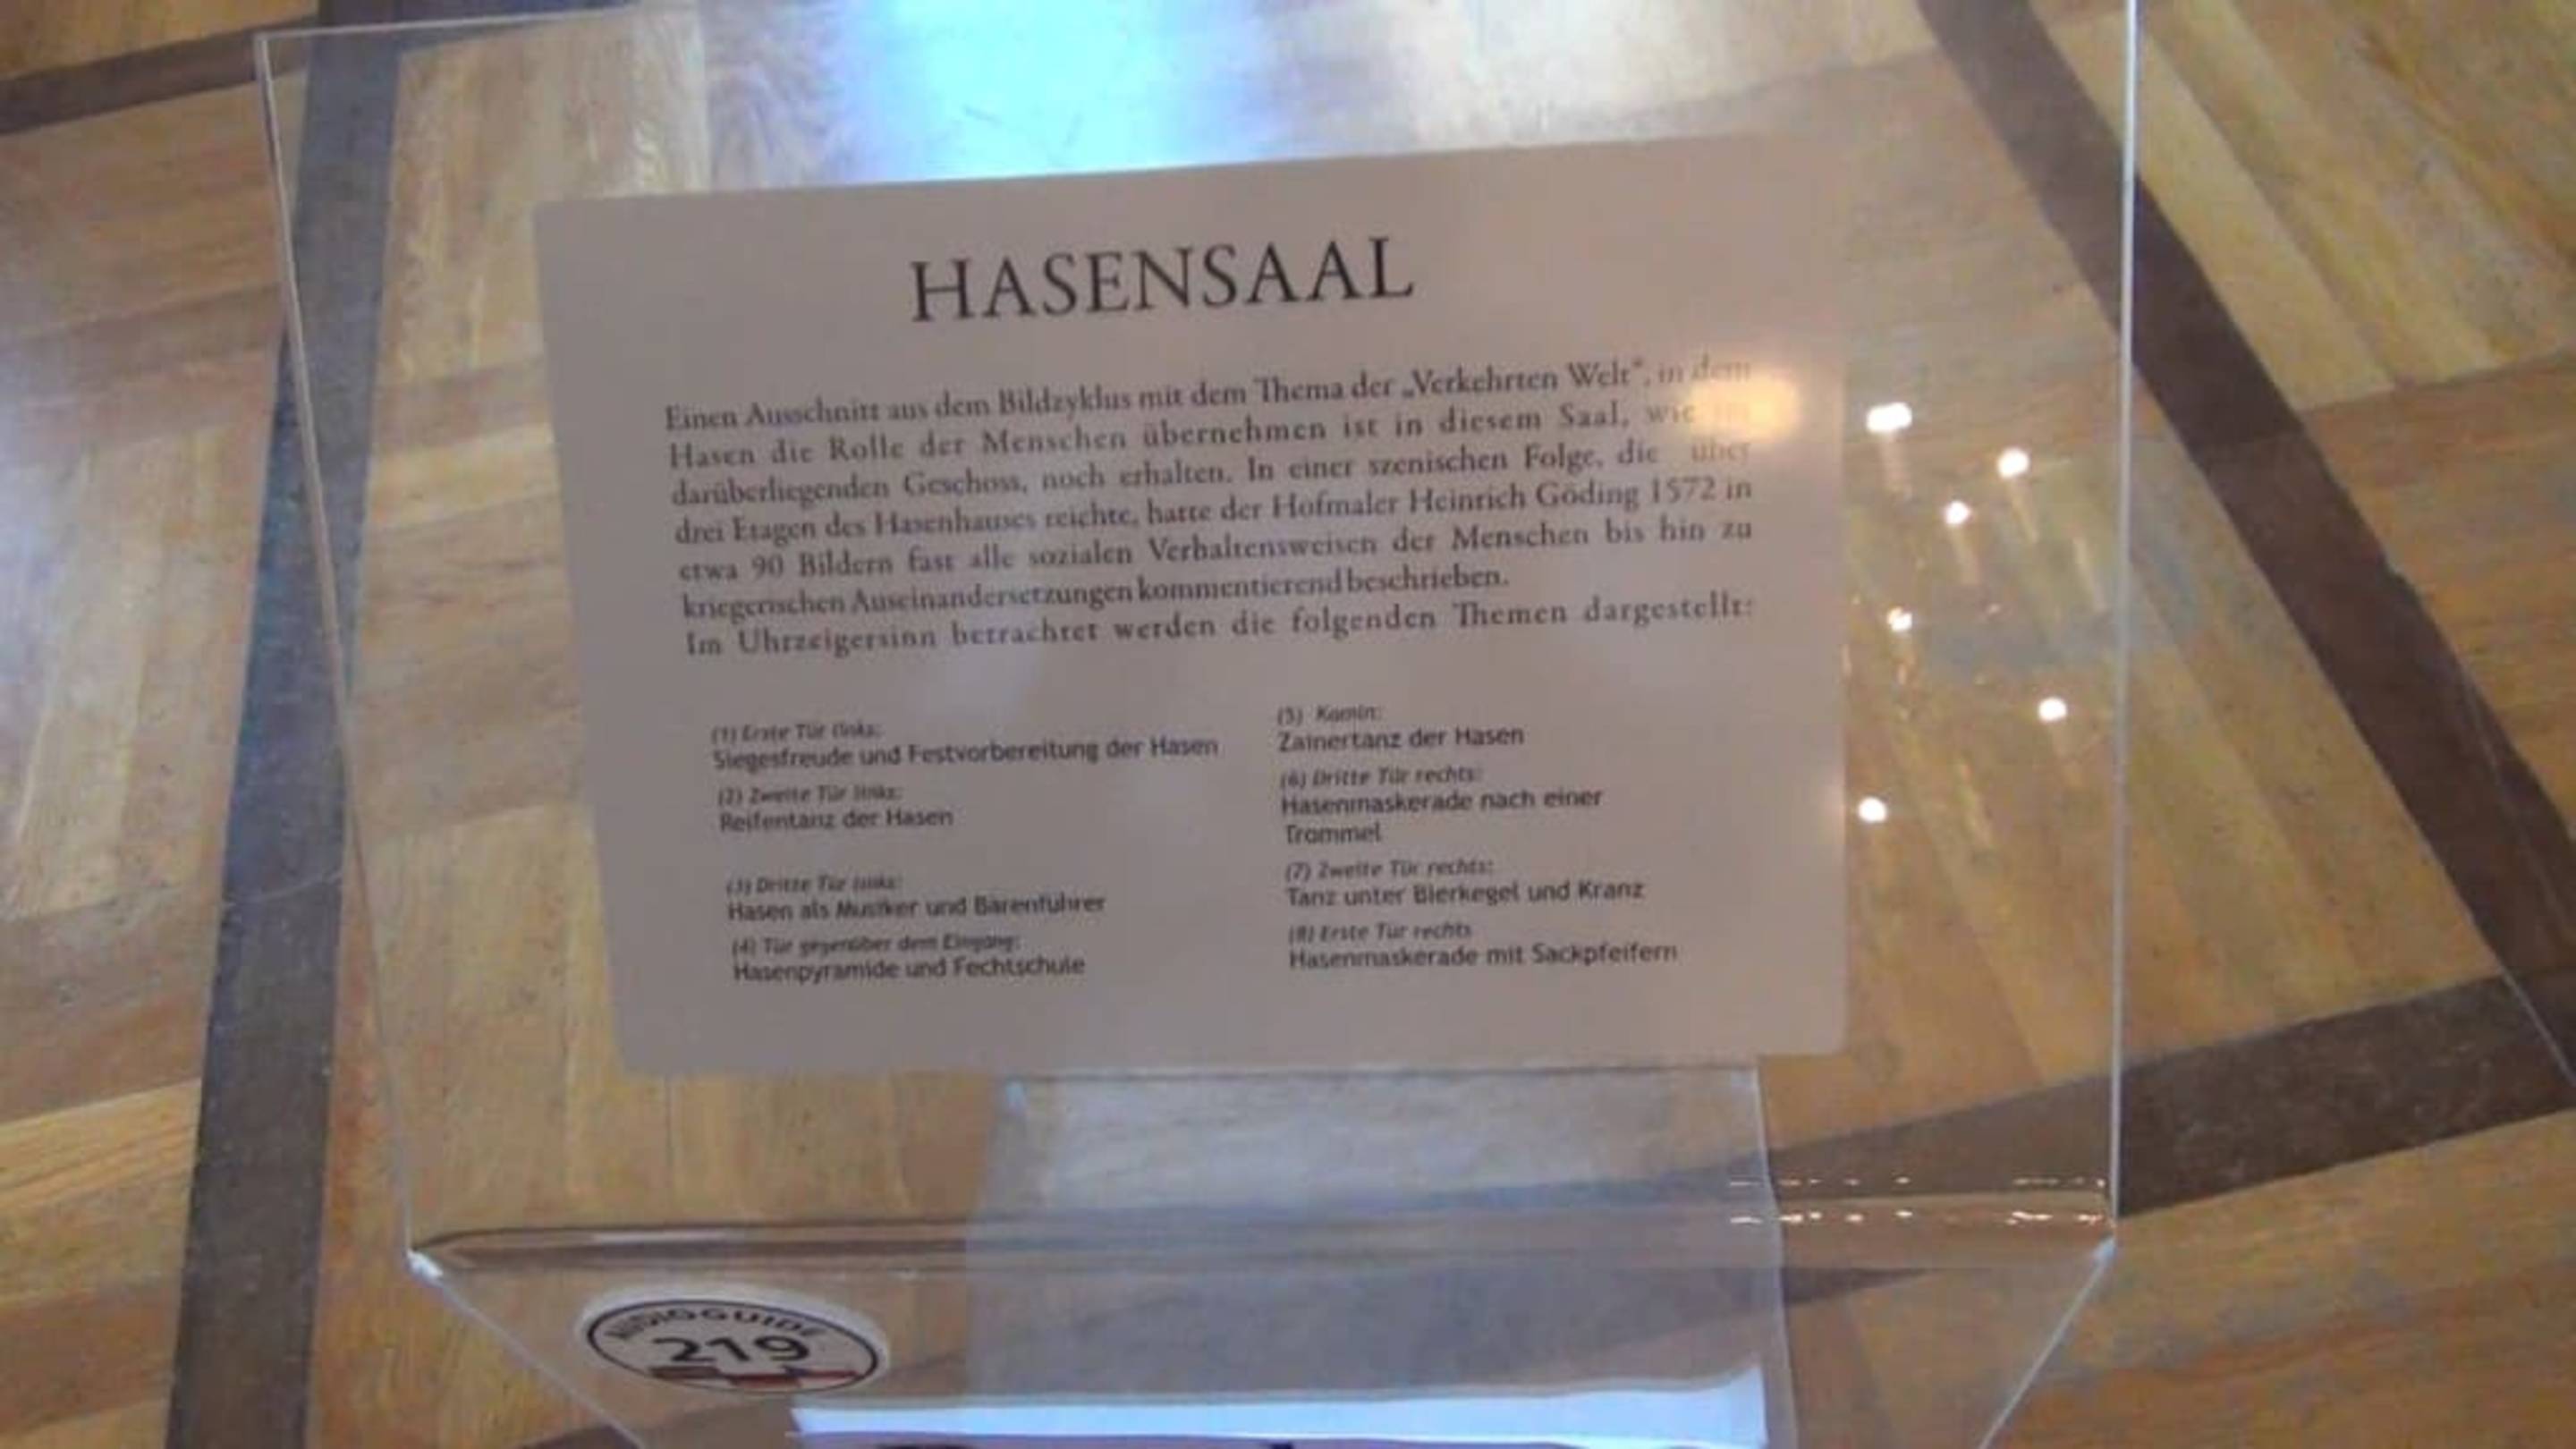 HASENSAAL
Einen Ausschnitt aus dem Bildzyklus mit dem Thema der „Verkehrten Welt", in dem
Hasen die Rolle der Menschen übernehmen ist in diesem Saal, wie
darüberliegenden Geschoss, noch erhalten. In einer szenischen Folge, die über
drei Etagen des Hasenhauses reichte, hatte der Hofmaler Heinrich Göding 1572 in
etwa 90 Bildern fast alle sozialen Verhaltensweisen der Menschen bis hin zu
kriegerischen Auseinandersetzungen kommentierend beschrieben.
Im Uhrzeigersinn betrachtet werden die folgenden Themen dargestellt:
(1) Erste Tür links:
Siegesfreude und Festvorbereitung der Hasen
(2) Zweite Tür links:
Reifentanz der Hasen
(3) Dritte Tür links:
Hasen als Musiker und Bärenführer
(4) Tür gegenüber dem Eingang:
Hasenpyramide und Fechtschule
(5) Kamin:
Zainertanz der Hasen
(6) Dritte Tür rechts:
Hasenmaskerade nach einer
Trommel
(7) Zweite Tür rechts:
Tanz unter Bierkegel und Kranz
(8) Erste Tür rechts
Hasenmaskerade mit Sackpfeifern
AUDIOGUIDE
219